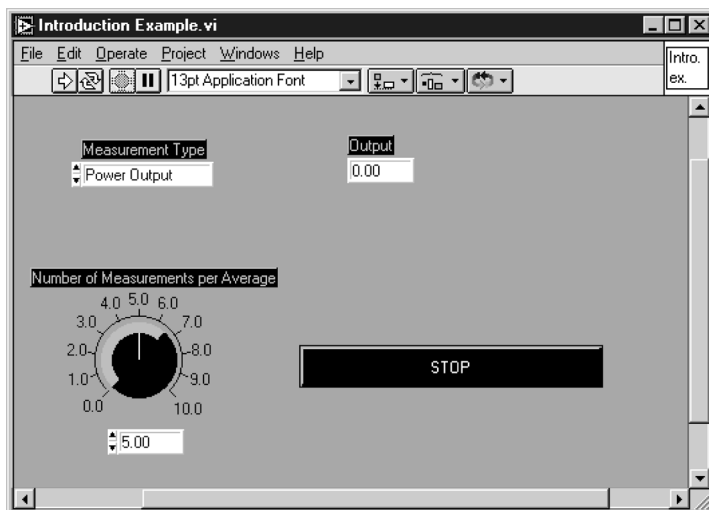 Introduction Example.vi
File Edit Operate Project Windows Help
13pt Application Font
Intro.
ex.
Measurement Type
Power Output
Output
0.00
Number of Measurements per Average
0.0
1.0
2.0
3.0
4.0
5.0
6.0
7.0
8.0
9.0
10.0
5.00
STOP